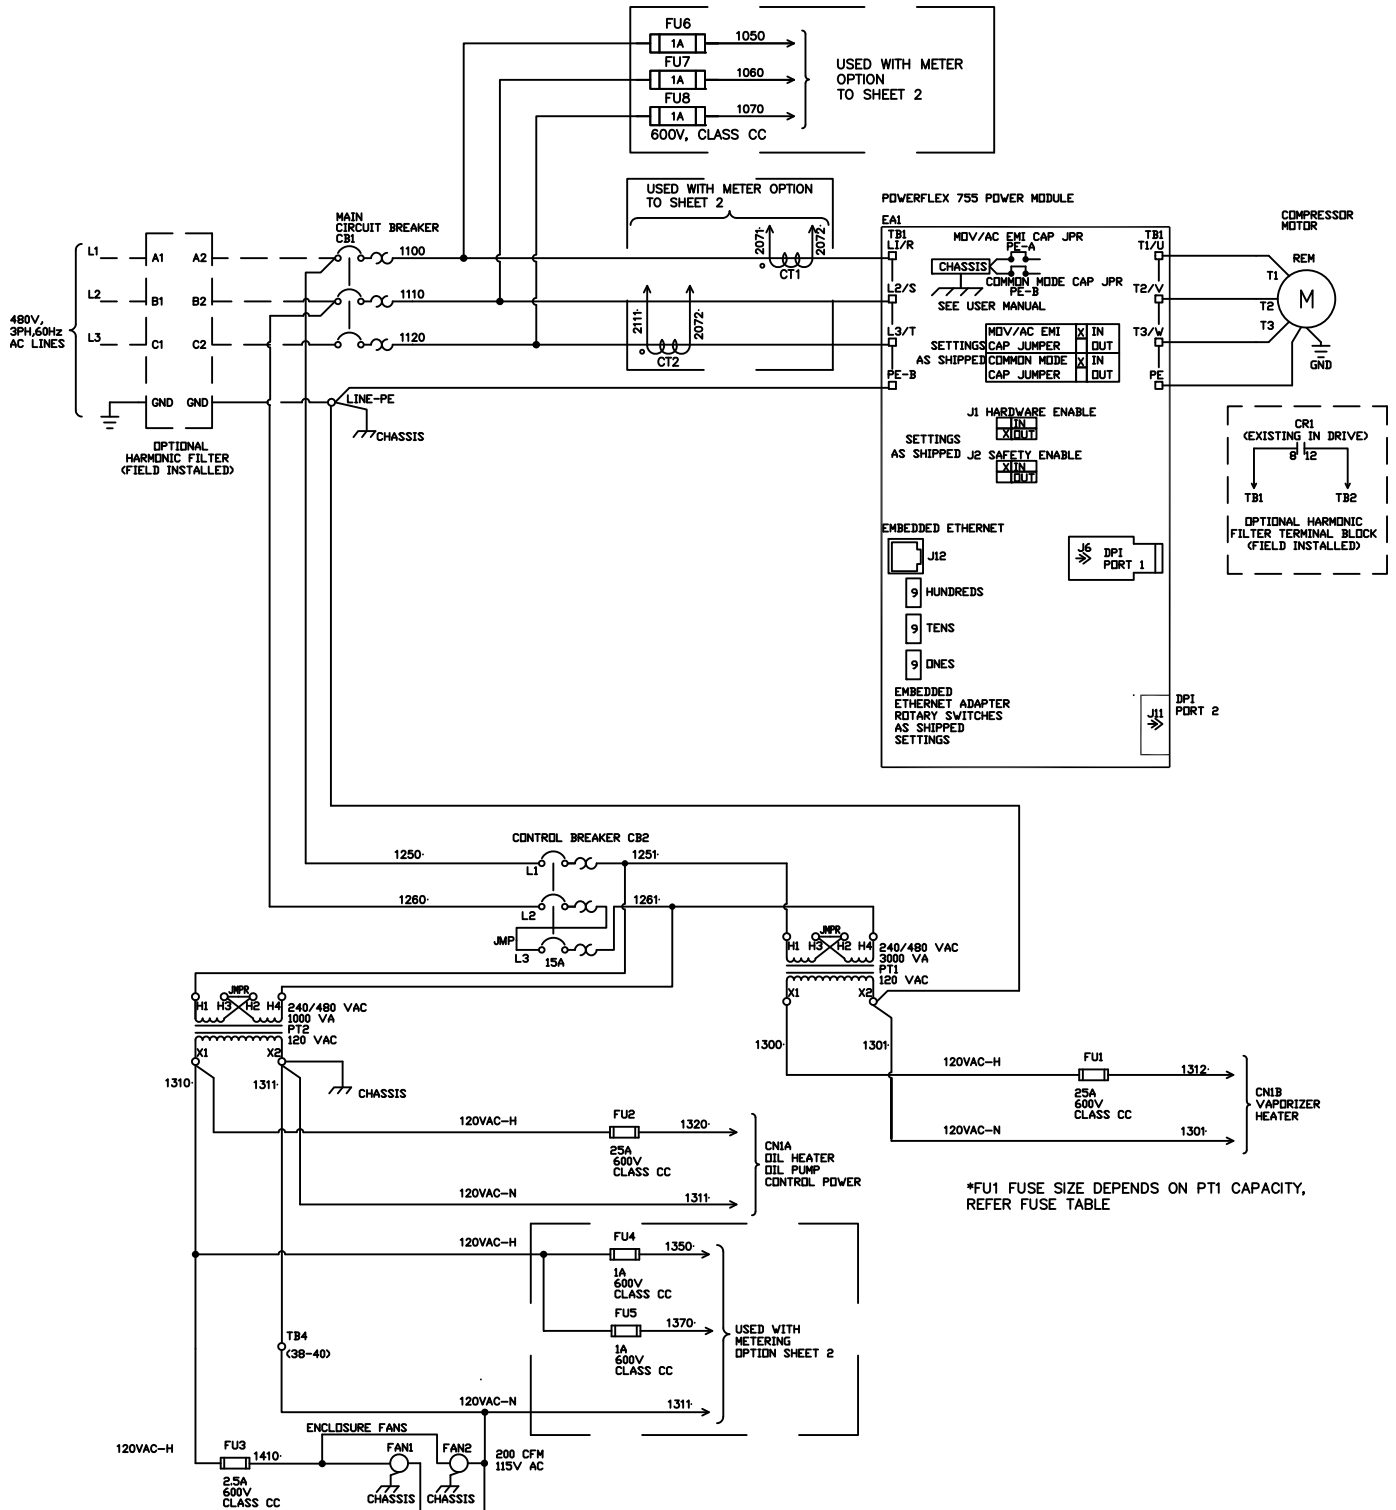 FU6
1A
1050
FU7
1A
1060
FU8
1A
1070
600V, CLASS CC
USED WITH METER
OPTION
TO SHEET 2
USED WITH METER OPTION
TO SHEET 2
2071
2072
CT1
2111
2072
CT2
480V,
3PH,60Hz
AC LINES
L1
L2
L3
A1 A2
B1 B2
C1 C2
GND GND
OPTIONAL
HARMONIC FILTER
(FIELD INSTALLED)
MAIN
CIRCUIT BREAKER
CB1
1100
1110
1120
LINE-PE
CHASSIS
POWERFLEX 755 POWER MODULE
EA1
TB1
L1/R
L2/S
L3/T
PE-B
MOV/AC EMI CAP JPR
PE-A
CHASSIS
COMMON MODE CAP JPR
PE-B
SEE USER MANUAL
TB1
T1/U
T2/V
T3/W
PE
SETTINGS
AS SHIPPED
MOV/AC EMI X IN
CAP JUMPER OUT
COMMON MODE X IN
CAP JUMPER OUT
J1 HARDWARE ENABLE
IN
X OUT
SETTINGS
AS SHIPPED
J2 SAFETY ENABLE
X IN
OUT
EMBEDDED ETHERNET
J12
9 HUNDREDS
9 TENS
9 ONES
EMBEDDED
ETHERNET ADAPTER
ROTARY SWITCHES
AS SHIPPED
SETTINGS
J6
DPI
PORT 1
J11
DPI
PORT 2
COMPRESSOR
MOTOR
REM
T1
T2
T3
M
GND
CR1
(EXISTING IN DRIVE)
8 12
TB1 TB2
OPTIONAL HARMONIC
FILTER TERMINAL BLOCK
(FIELD INSTALLED)
CONTROL BREAKER CB2
1250
L1
1251
1260
L2
1261
JMP
L3
15A
JMPR
H1 H3 H2 H4
240/480 VAC
3000 VA
PT1
120 VAC
X1 X2
1300
1301
120VAC-H
FU1
25A
600V
CLASS CC
1312
120VAC-N
1301
CN1B
VAPORIZER
HEATER
*FU1 FUSE SIZE DEPENDS ON PT1 CAPACITY,
REFER FUSE TABLE
JMPR
H1 H3 H2 H4
240/480 VAC
1000 VA
PT2
120 VAC
X1 X2
1310
1311
CHASSIS
120VAC-H
FU2
25A
600V
CLASS CC
1320
120VAC-N
1311
CN1A
OIL HEATER
OIL PUMP
CONTROL POWER
120VAC-H
FU4
1A
600V
CLASS CC
1350
FU5
1A
600V
CLASS CC
1370
USED WITH
METERING
OPTION SHEET 2
TB4
(38-40)
120VAC-N
1311
120VAC-H
FU3
2.5A
600V
CLASS CC
1410
ENCLOSURE FANS
FAN1
CHASSIS
FAN2
CHASSIS
200 CFM
115V AC